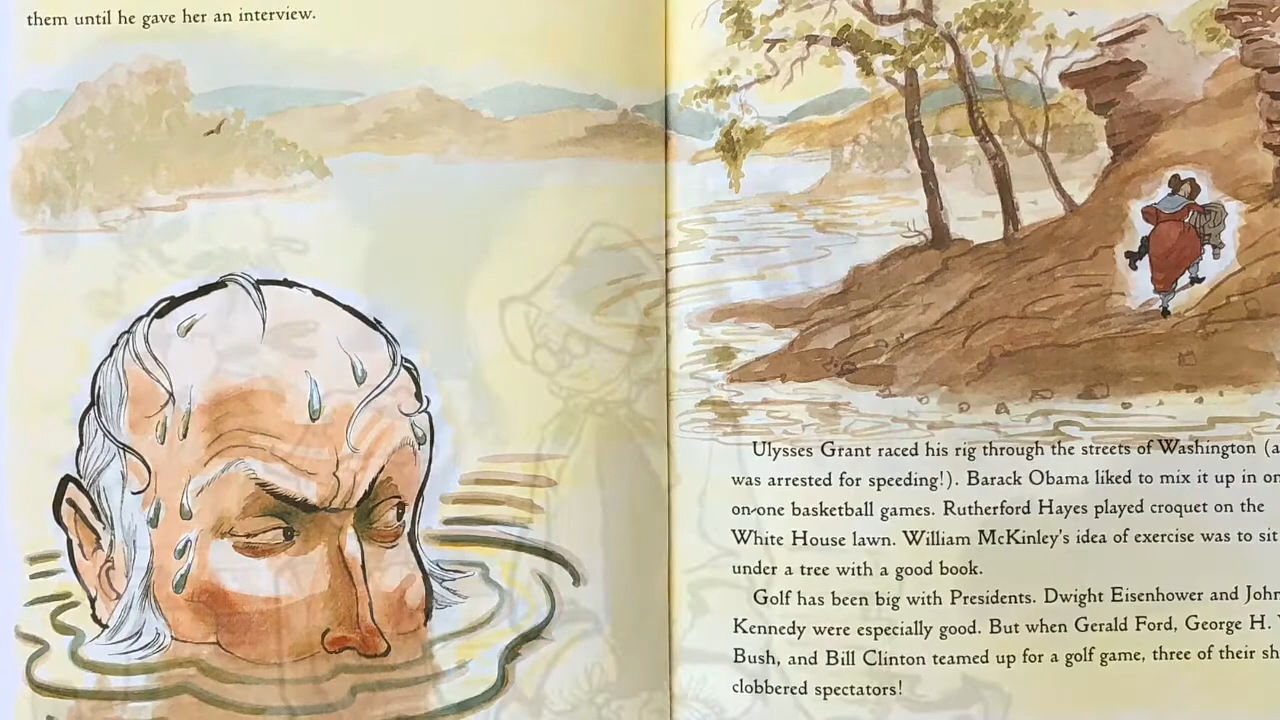 them until he gave her an interview.
Ulysses Grant raced his rig through the streets of Washington (a
was arrested for speeding!). Barack Obama liked to mix it up in on
on-one basketball games. Rutherford Hayes played croquet on the
White House lawn. William McKinley's idea of exercise was to sit
under a tree with a good book.
Golf has been big with Presidents. Dwight Eisenhower and John
Kennedy were especially good. But when Gerald Ford, George H.
Bush, and Bill Clinton teamed up for a golf game, three of their sh
clobbered spectators!